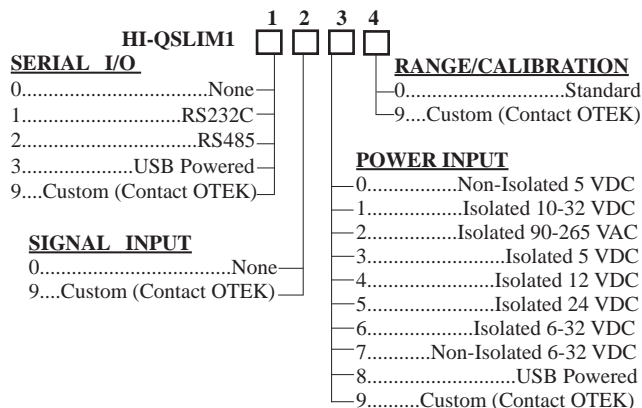 1 2 3 4
HI-QSLIM1
SERIAL I/O
0.................................None
1..........................RS232C
2............................RS485
3....................USB Powered
9....Custom (Contact OTEK)
SIGNAL INPUT
0.................................None
9....Custom (Contact OTEK)
RANGE/CALIBRATION
0.......................Standard
9....Custom (Contact OTEK)
POWER INPUT
0...............Non-Isolated 5 VDC
1..................Isolated 10-32 VDC
2................Isolated 90-265 VAC
3........................Isolated 5 VDC
4......................Isolated 12 VDC
5......................Isolated 24 VDC
6...................Isolated 6-32 VDC
7...........Non-Isolated 6-32 VDC
8..........................USB Powered
9..........Custom (Contact OTEK)